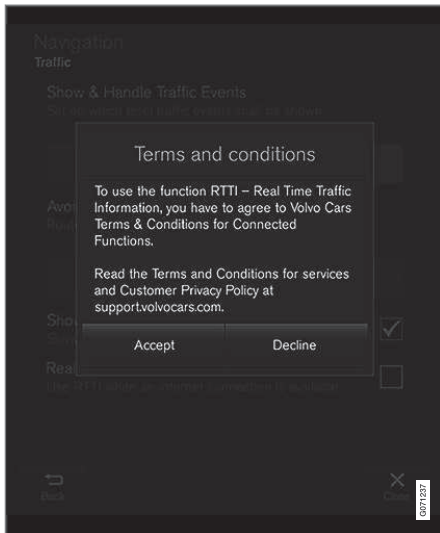 Navigation
Traffic
Show & Handle Traffic Events
Terms and conditions
To use the function RTTI – Real Time Traffic
Information, you have to agree to Volvo Cars
Terms & Conditions for Connected
Functions.
Read the Terms and Conditions for services
and Customer Privacy Policy at
support.volvocars.com.
Accept
Decline
Back
Close
G071237